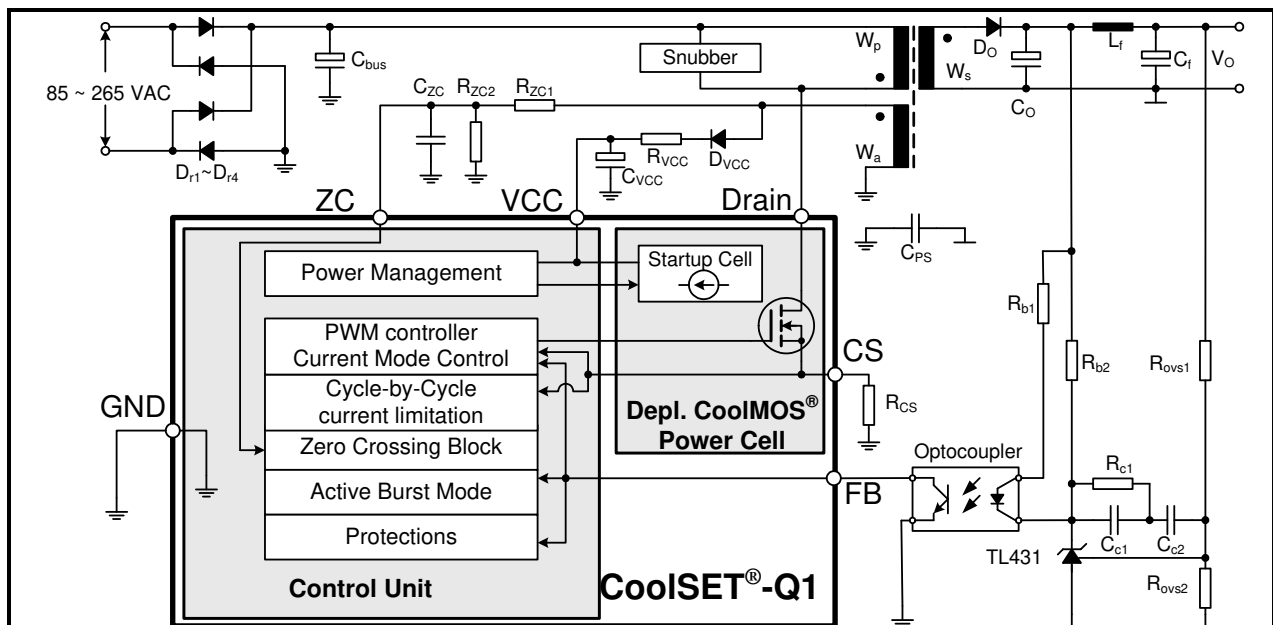 Wp
Ws
DO
Lf
Cf
VO
CO
Cbus
Snubber
85 ~ 265 VAC
CZC
RZC2
RZC1
Dr1~Dr4
RVCC
DVCC
CVCC
Wa
ZC
VCC
Drain
CPS
Power Management
Startup Cell
Rb1
PWM controller
Current Mode Control
CS
Rb2
Rovs1
Cycle-by-Cycle
current limitation
RCS
GND
Depl. CoolMOS®
Power Cell
Zero Crossing Block
Optocoupler
Rc1
Active Burst Mode
FB
Protections
Cc1
Cc2
TL431
Control Unit
CoolSET®-Q1
Rovs2